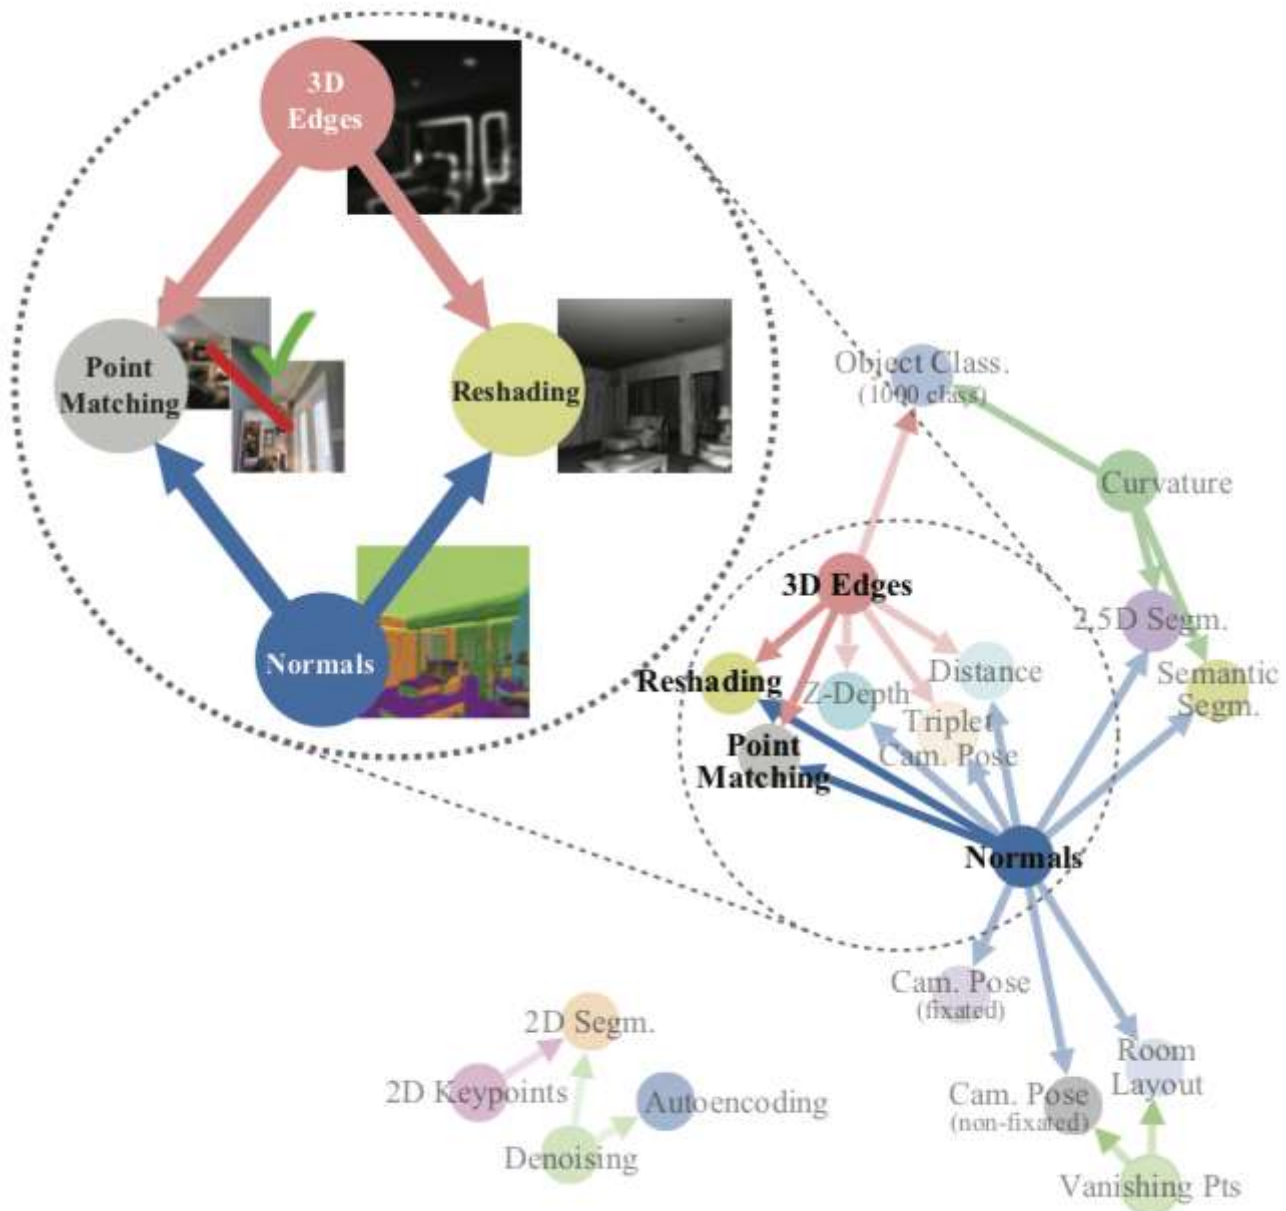 3D
Edges
Point
Matching
Reshading
Normals
Object Class.
(1000 class)
Curvature
3D Edges
2.5D Segm.
Reshading
Z-Depth
Distance
Semantic
Segm.
Triplet
Cam. Pose
Point
Matching
Normals
Cam. Pose
(fixated)
2D Segm.
2D Keypoints
Autoencoding
Denoising
Room
Layout
Cam. Pose
(non-fixated)
Vanishing Pts